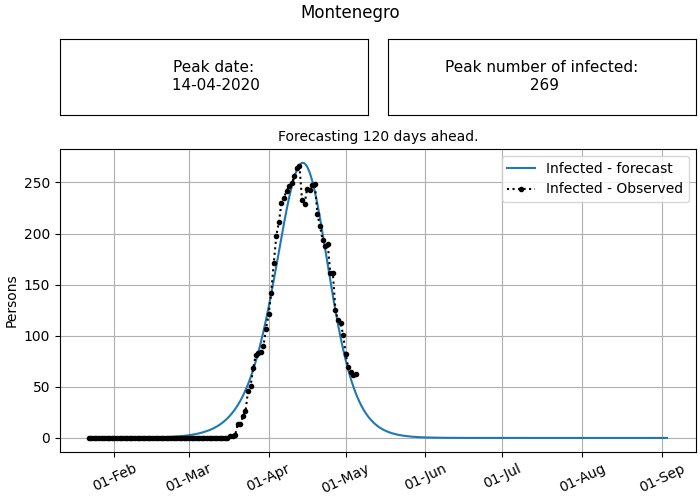 Montenegro
Peak date:
14-04-2020
Peak number of infected:
269
Forecasting 120 days ahead.
Infected - forecast
Infected - Observed
Persons
250
200
150
100
50
0
01-Feb
01-Mar
01-Apr
01-May
01-Jun
01-Jul
01-Aug
01-Sep